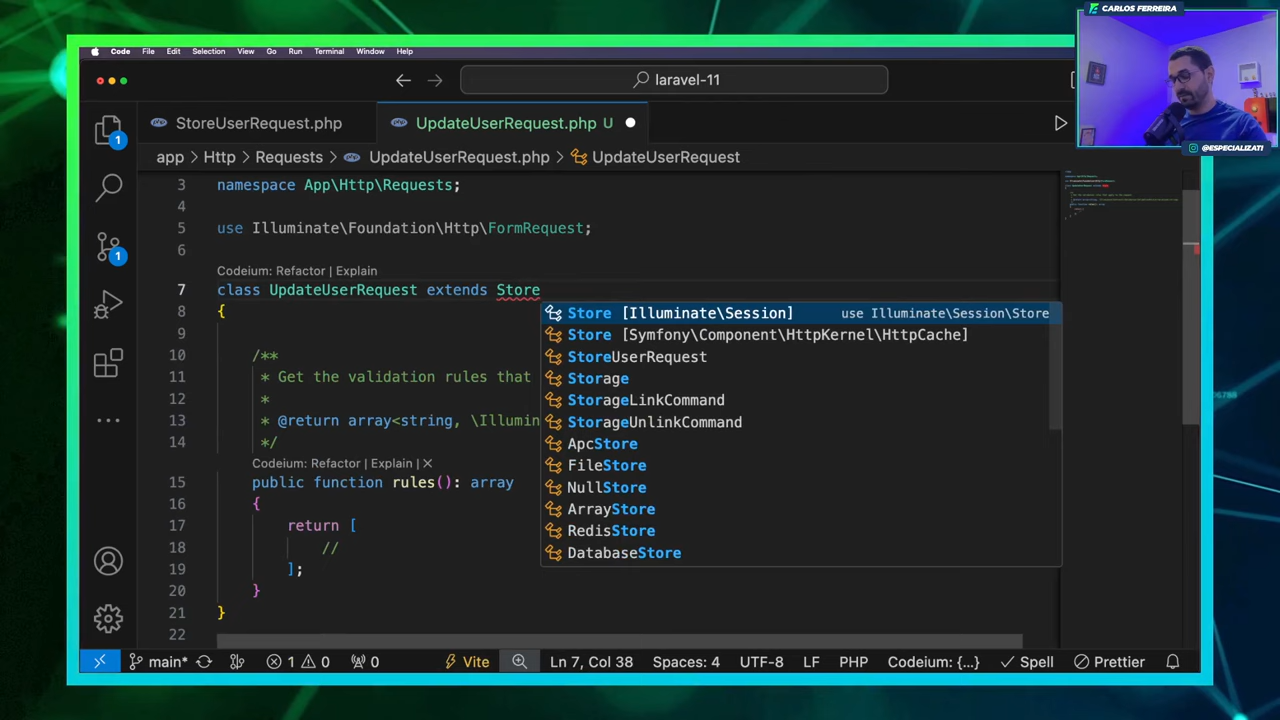 CARLOS FERREIRA
Code File Edit Selection View Go Run Terminal Window Help
laravel-11
StoreUserRequest.php UpdateUserRequest.php U
app > Http > Requests > UpdateUserRequest.php > UpdateUserRequest
@ESPECIALIZATI
3 namespace App\Http\Requests;
4
5 use Illuminate\Foundation\Http\FormRequest;
6
Codeium: Refactor | Explain
7 class UpdateUserRequest extends Store
8 {
Store [Illuminate\Session] use Illuminate\Session\Store
9
Store [Symfony\Component\HttpKernel\HttpCache]
10 /**
StoreUserRequest
11 * Get the validation rules that
Storage
12 *
StorageLinkCommand
13 * @return array<string, \Illumin
StorageUnlinkCommand
14 */
ApcStore
Codeium: Refactor | Explain | ×
FileStore
15 public function rules(): array
NullStore
16 {
ArrayStore
17 return [
RedisStore
18 //
DatabaseStore
19 ];
20 }
21 }
22
1
1
main* 1 0 0 Vite Ln 7, Col 38 Spaces: 4 UTF-8 LF PHP Codeium: {...} Spell Prettier